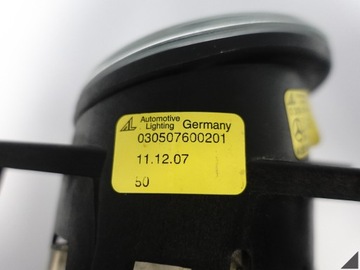 Automotive
Lighting Germany
030507600201
11.12.07
50